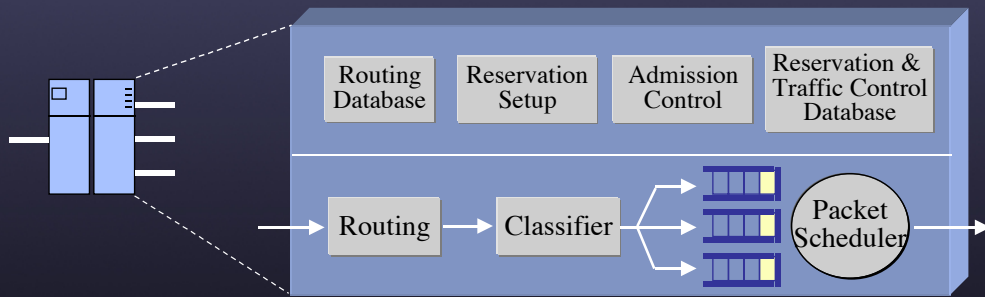 Routing
Database
Reservation
Setup
Admission
Control
Reservation &
Traffic Control
Database
Routing
Classifier
Packet
Scheduler